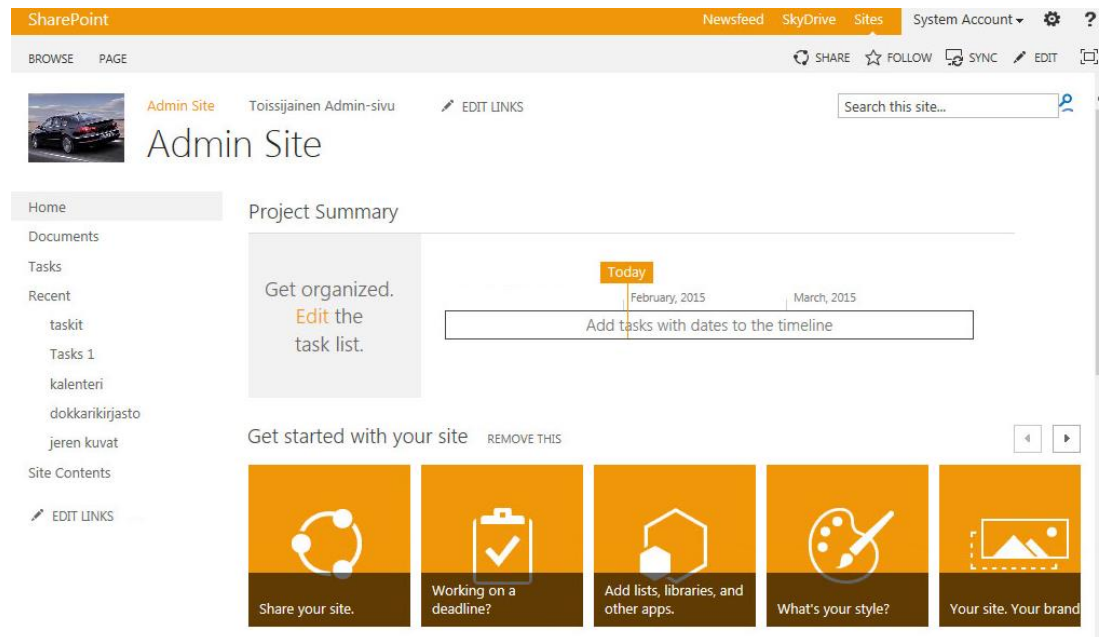 SharePoint
Newsfeed SkyDrive Sites System Account ?
BROWSE PAGE
SHARE FOLLOW SYNC EDIT
Admin Site Toissijainen Admin-sivu EDIT LINKS
Search this site...
Admin Site
Home
Documents
Tasks
Recent
taskit
Tasks 1
kalenteri
dokkarikirjasto
jeren kuvat
Site Contents
EDIT LINKS
Project Summary
Get organized.
Edit the
task list.
Today
February, 2015 March, 2015
Add tasks with dates to the timeline
Get started with your site REMOVE THIS
Share your site.
Working on a
deadline?
Add lists, libraries, and
other apps.
What's your style?
Your site. Your brand